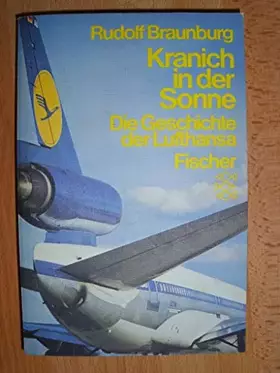 Rudolf Braunburg
Kranich
in der
Sonne
Die Geschichte
der Lufthansa
Fischer